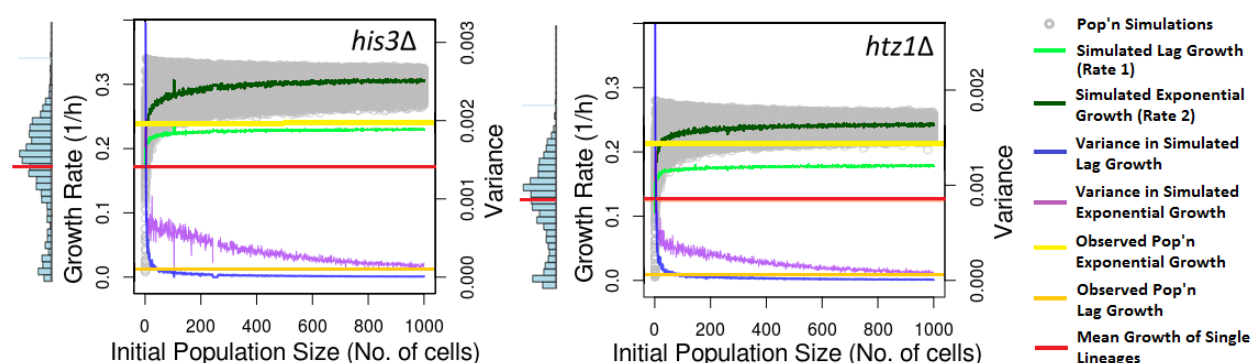 his3Δ
0.3
0.2
0.1
0.0
Growth Rate (1/h)
0.003
0.002
0.001
0.000
Variance
0 200 400 600 800 1000
Initial Population Size (No. of cells)
htz1Δ
0.3
0.2
0.1
0.0
Growth Rate (1/h)
0.002
0.001
0.000
Variance
0 200 400 600 800 1000
Initial Population Size (No. of cells)
Pop'n Simulations
Simulated Lag Growth
(Rate 1)
Simulated Exponential
Growth (Rate 2)
Variance in Simulated
Lag Growth
Variance in Simulated
Exponential Growth
Observed Pop'n
Exponential Growth
Observed Pop'n
Lag Growth
Mean Growth of Single
Lineages